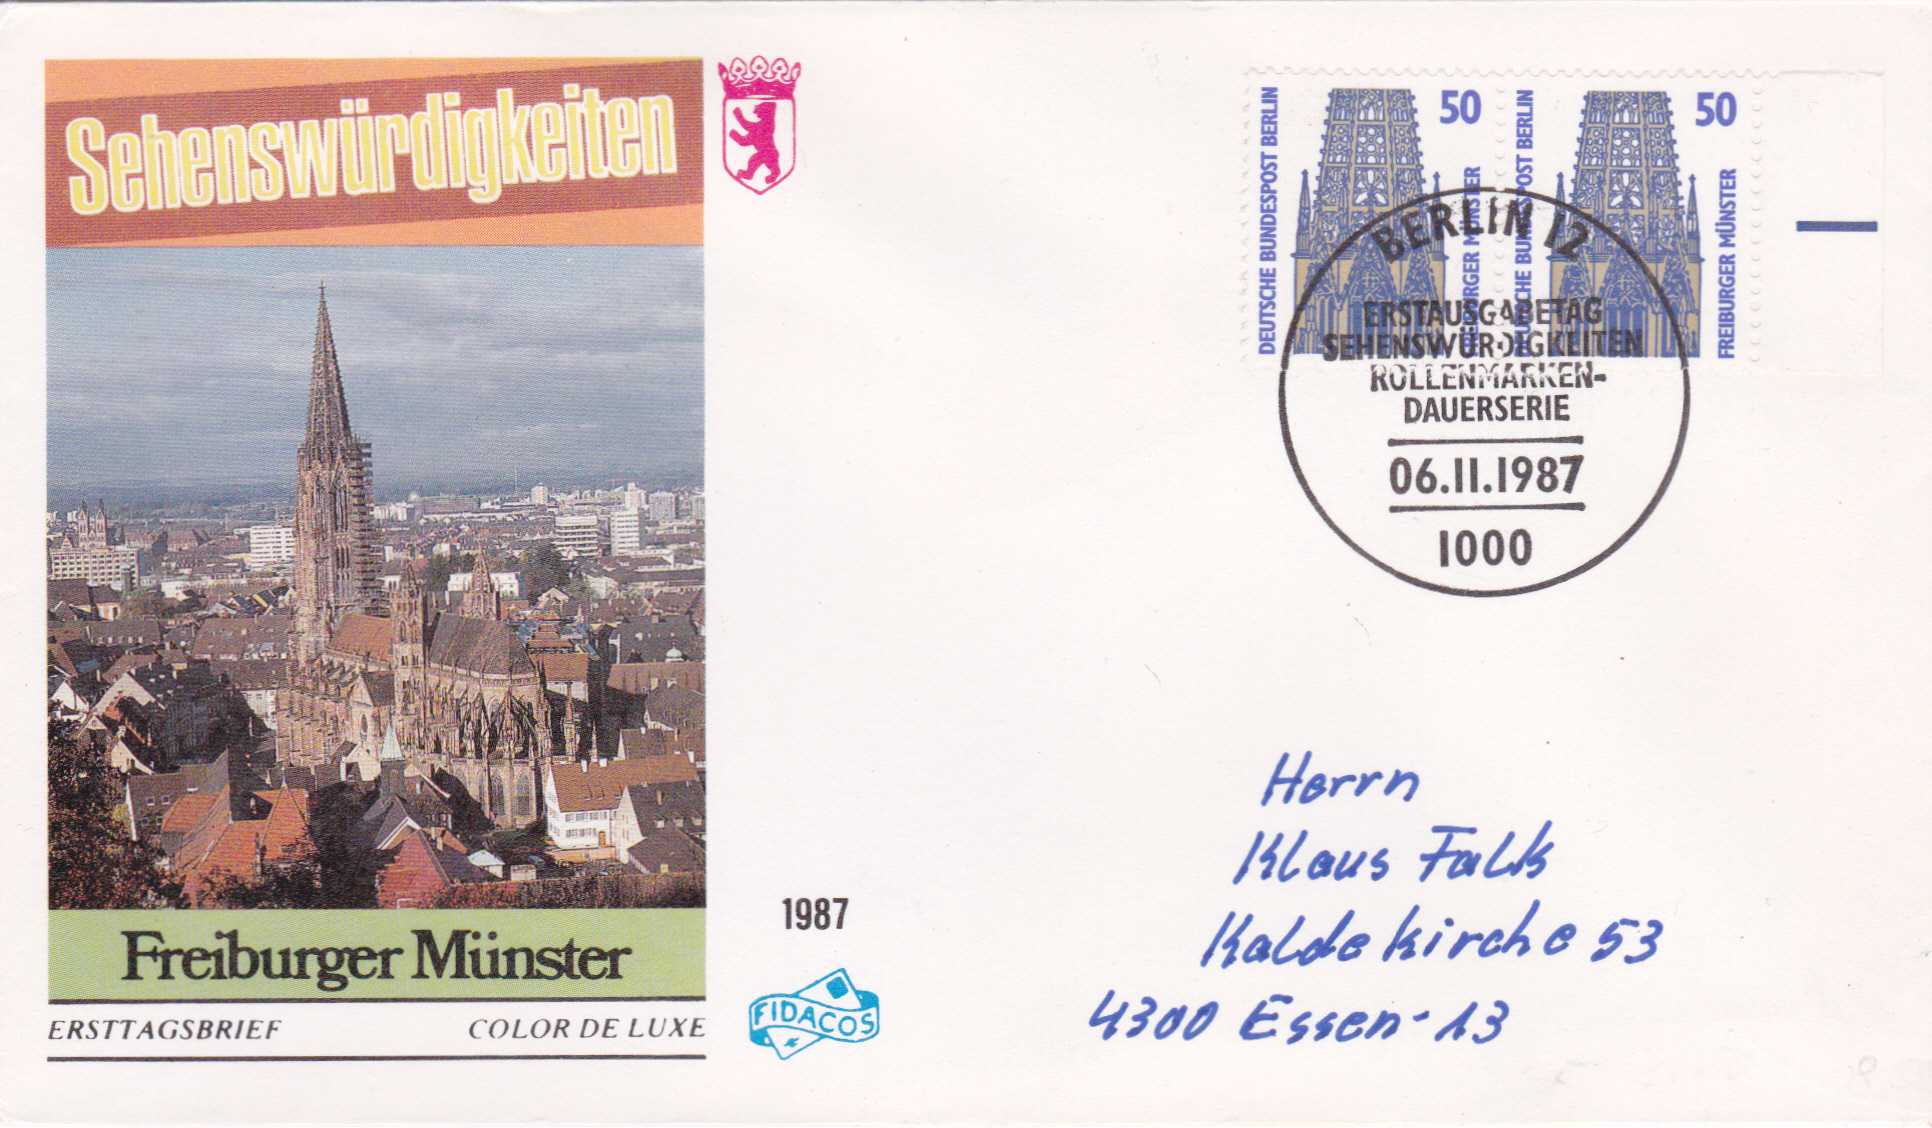 Sehenswürdigkeiten
Freiburger Münster
ERSTTAGSBRIEF COLOR DE LUXE
1987
FIDACOS
DEUTSCHE BUNDESPOST BERLIN
50
FREIBURGER MÜNSTER
DEUTSCHE BUNDESPOST BERLIN
50
FREIBURGER MÜNSTER
BERLIN 12
ERSTAUSGABETAG
SEHENSWÜRDIGKEITEN
ROLLENMARKEN-
DAUERSERIE
06.11.1987
1000
Herrn
Klaus Falk
Kaldekirche 53
4300 Essen-13